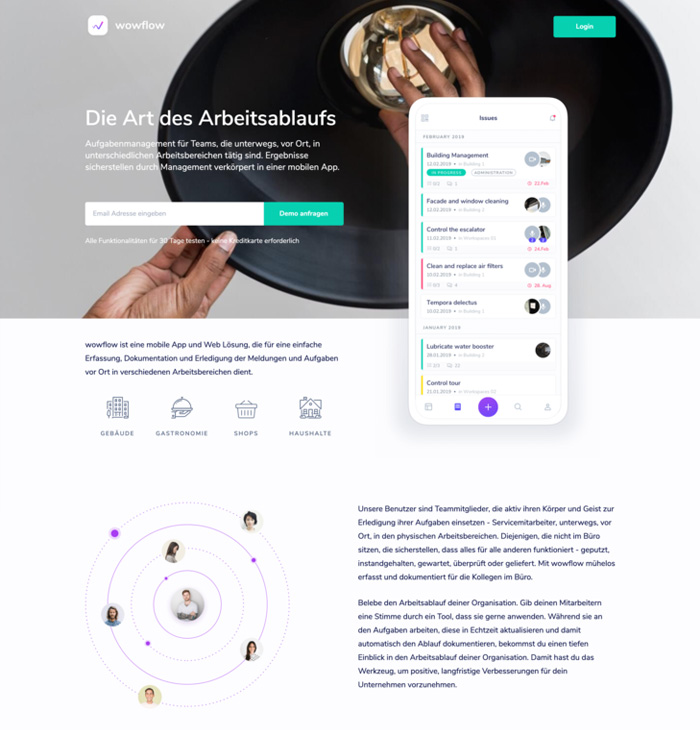 wowflow
Login
Die Art des Arbeitsablaufs
Aufgabenmanagement für Teams, die unterwegs, vor Ort, in
unterschiedlichen Arbeitsbereichen tätig sind. Ergebnisse
sicherstellen durch Management verkörpert in einer mobilen App.
Email Adresse eingeben
Demo anfragen
Alle Funktionalitäten für 30 Tage testen - keine Kreditkarte erforderlich
Issues
FEBRUARY 2019
Building Management
12.02.2019 • in Building 1
IN PROGRESS
ADMINISTRATION
0/3 1
22.Feb
Facade and window cleaning
12.02.2019 • in Building 1
Control the escalator
11.02.2019 • in Workspaces 02
0/3 5
24.Feb
Clean and replace air filters
10.02.2019 • in Building 1
0/3 4
28. Aug
Tempora delectus
10.02.2019 • in Building 1
JANUARY 2019
Lubricate water booster
28.01.2019 • in Building 1
0/3 22
Control tour
21.01.2019 • in Workspaces 02
wowflow ist eine mobile App und Web Lösung, die für eine einfache
Erfassung, Dokumentation und Erledigung der Meldungen und Aufgaben
vor Ort in verschiedenen Arbeitsbereichen dient.
GEBÄUDE
GASTRONOMIE
SHOPS
HAUSHALTE
Unsere Benutzer sind Teammitglieder, die aktiv ihren Körper und Geist zur
Erledigung ihrer Aufgaben einsetzen - Servicemitarbeiter, unterwegs, vor
Ort, in den physischen Arbeitsbereichen. Diejenigen, die nicht im Büro
sitzen, die sicherstellen, dass alles für alle anderen funktioniert - geputzt,
instandgehalten, gewartet, überprüft oder geliefert. Mit wowflow mühelos
erfasst und dokumentiert für die Kollegen im Büro.
Belebe den Arbeitsablauf deiner Organisation. Gib deinen Mitarbeitern
eine Stimme durch ein Tool, dass sie gerne anwenden. Während sie an
den Aufgaben arbeiten, diese in Echtzeit aktualisieren und damit
automatisch den Ablauf dokumentieren, bekommst du einen tiefen
Einblick in den Arbeitsablauf deiner Organisation. Damit hast du das
Werkzeug, um positive, langfristige Verbesserungen für dein
Unternehmen vorzunehmen.